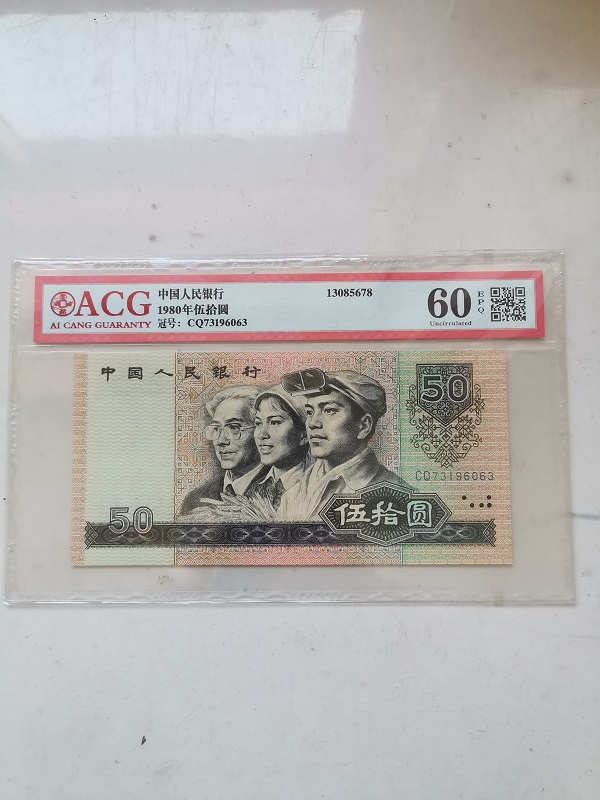 ACG
AI CANG GUARANTY
中国人民银行
1980年伍拾圆
冠号: CQ73196063
13085678
60
EPQ
Uncirculated
中国人民银行
50
CQ73196063
伍拾圆
50